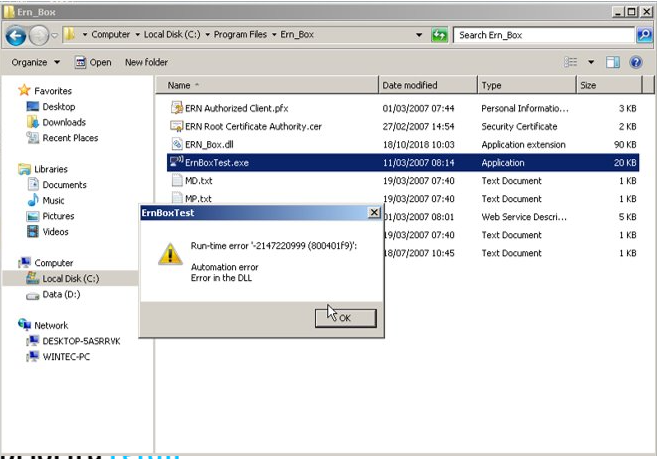 Ern_Box
Computer Local Disk (C:) Program Files Ern_Box
Search Ern_Box
Organize Open New folder
Favorites
Desktop
Downloads
Recent Places
Libraries
Documents
Music
Pictures
Videos
Computer
Local Disk (C:)
Data (D:)
Network
DESKTOP-5ASRRVK
WINTEC-PC
Name Date modified Type Size
ERN Authorized Client.pfx 01/03/2007 07:44 Personal Informatio... 3 KB
ERN Root Certificate Authority.cer 27/02/2007 14:54 Security Certificate 2 KB
ERN_Box.dll 18/10/2018 10:03 Application extension 90 KB
ErnBoxTest.exe 11/03/2007 08:14 Application 20 KB
MD.txt 19/03/2007 07:40 Text Document 1 KB
MP.txt 19/03/2007 07:40 Text Document 1 KB
01/03/2007 08:01 Web Service Descri... 5 KB
19/03/2007 07:40 Text Document 1 KB
18/07/2007 10:45 Text Document 1 KB
ErnBoxTest
Run-time error '-2147220999 (800401f9)':
Automation error
Error in the DLL
OK